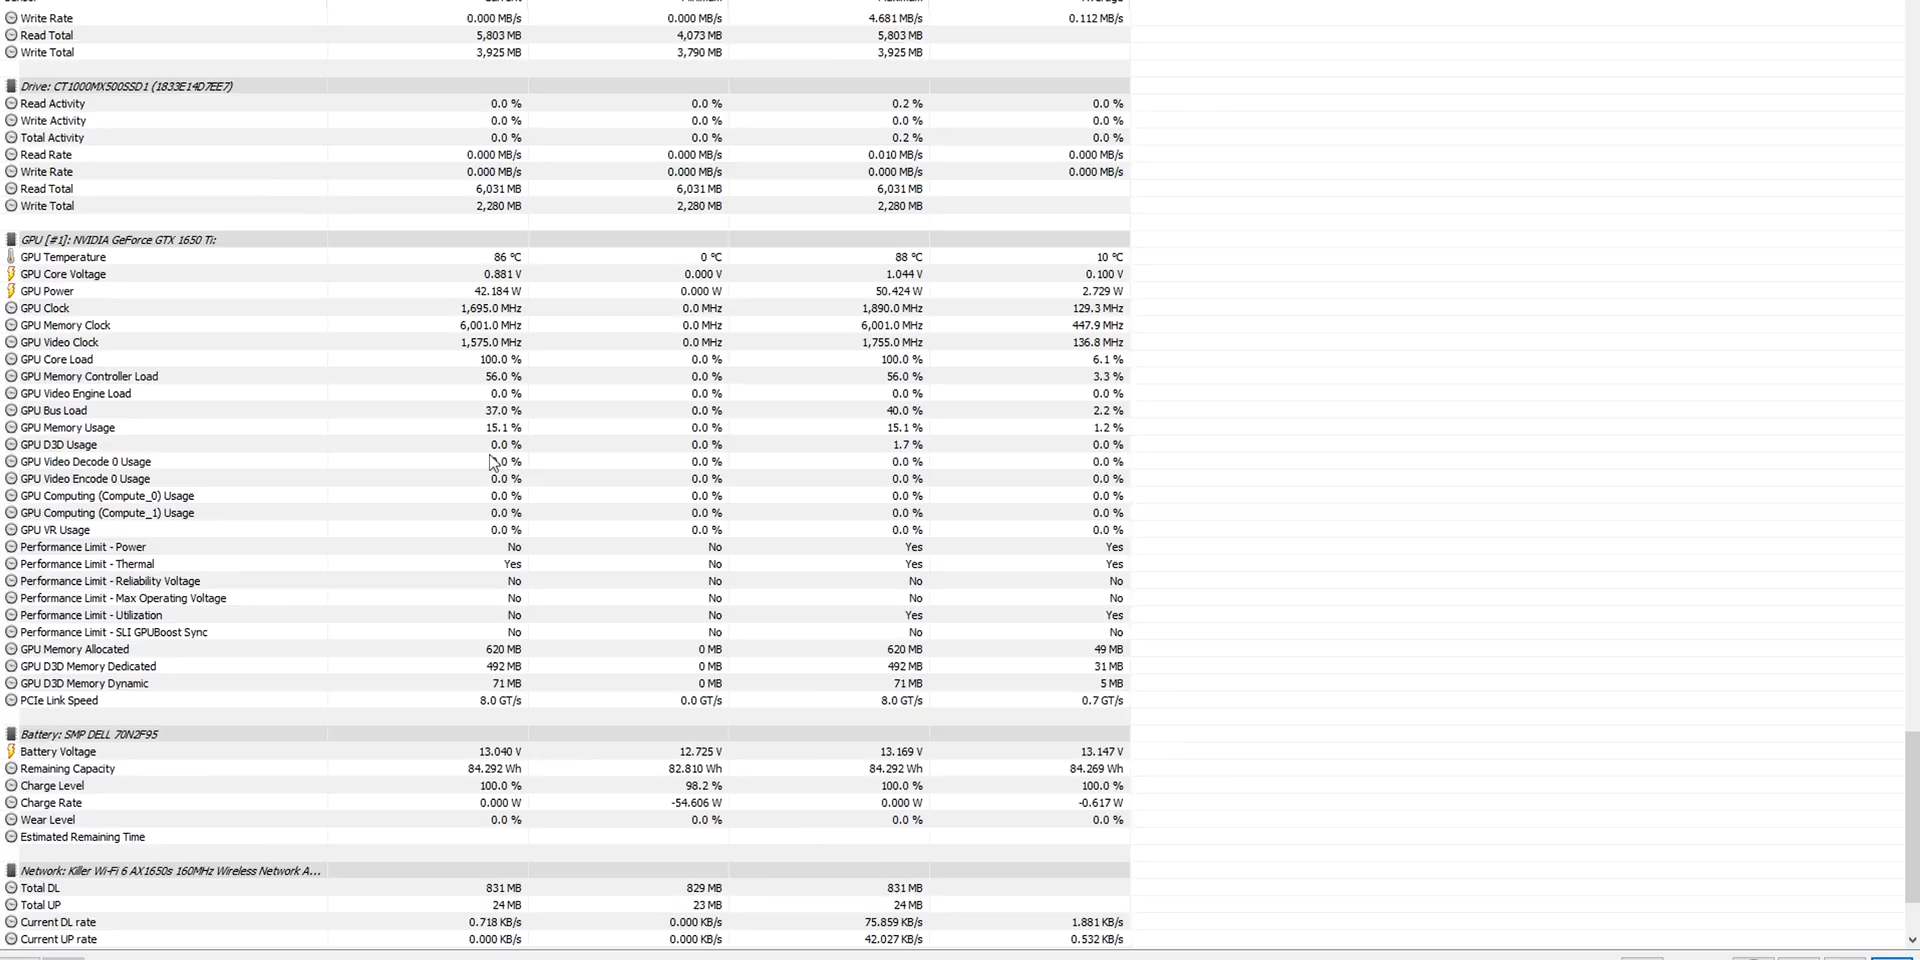 Write Rate 0.000 MB/s 0.000 MB/s 4.681 MB/s 0.112 MB/s
Read Total 5,803 MB 4,073 MB 5,803 MB
Write Total 3,925 MB 3,790 MB 3,925 MB
Drive: CT1000MX500SSD1 (1833E14D7EE7)
Read Activity 0.0 % 0.0 % 0.2 % 0.0 %
Write Activity 0.0 % 0.0 % 0.0 % 0.0 %
Total Activity 0.0 % 0.0 % 0.2 % 0.0 %
Read Rate 0.000 MB/s 0.000 MB/s 0.010 MB/s 0.000 MB/s
Write Rate 0.000 MB/s 0.000 MB/s 0.000 MB/s 0.000 MB/s
Read Total 6,031 MB 6,031 MB 6,031 MB
Write Total 2,280 MB 2,280 MB 2,280 MB
GPU [#1]: NVIDIA GeForce GTX 1650 Ti:
GPU Temperature 86 °C 0 °C 88 °C 10 °C
GPU Core Voltage 0.881 V 0.000 V 1.044 V 0.100 V
GPU Power 42.184 W 0.000 W 50.424 W 2.729 W
GPU Clock 1,695.0 MHz 0.0 MHz 1,890.0 MHz 129.3 MHz
GPU Memory Clock 6,001.0 MHz 0.0 MHz 6,001.0 MHz 447.9 MHz
GPU Video Clock 1,575.0 MHz 0.0 MHz 1,755.0 MHz 136.8 MHz
GPU Core Load 100.0 % 0.0 % 100.0 % 6.1 %
GPU Memory Controller Load 56.0 % 0.0 % 56.0 % 3.3 %
GPU Video Engine Load 0.0 % 0.0 % 0.0 % 0.0 %
GPU Bus Load 37.0 % 0.0 % 40.0 % 2.2 %
GPU Memory Usage 15.1 % 0.0 % 15.1 % 1.2 %
GPU D3D Usage 0.0 % 0.0 % 1.7 % 0.0 %
GPU Video Decode 0 Usage 0.0 % 0.0 % 0.0 %
GPU Video Encode 0 Usage 0.0 % 0.0 % 0.0 % 0.0 %
GPU Computing (Compute_0) Usage 0.0 % 0.0 % 0.0 % 0.0 %
GPU Computing (Compute_1) Usage 0.0 % 0.0 % 0.0 % 0.0 %
GPU VR Usage 0.0 % 0.0 % 0.0 % 0.0 %
Performance Limit - Power No No Yes Yes
Performance Limit - Thermal Yes No Yes Yes
Performance Limit - Reliability Voltage No No No No
Performance Limit - Max Operating Voltage No No No No
Performance Limit - Utilization No No Yes Yes
Performance Limit - SLI GPUBoost Sync No No No No
GPU Memory Allocated 620 MB 0 MB 620 MB 49 MB
GPU D3D Memory Dedicated 492 MB 0 MB 492 MB 31 MB
GPU D3D Memory Dynamic 71 MB 0 MB 71 MB 5 MB
PCIe Link Speed 8.0 GT/s 0.0 GT/s 8.0 GT/s 0.7 GT/s
Battery: SMP DELL 70N2F95
Battery Voltage 13.040 V 12.725 V 13.169 V 13.147 V
Remaining Capacity 84.292 Wh 82.810 Wh 84.292 Wh 84.269 Wh
Charge Level 100.0 % 98.2 % 100.0 % 100.0 %
Charge Rate 0.000 W -54.606 W 0.000 W -0.617 W
Wear Level 0.0 % 0.0 % 0.0 % 0.0 %
Estimated Remaining Time
Network: Killer Wi-Fi 6 AX1650s 160MHz Wireless Network A...
Total DL 831 MB 829 MB 831 MB
Total UP 24 MB 23 MB 24 MB
Current DL rate 0.718 KB/s 0.000 KB/s 75.859 KB/s 1.881 KB/s
Current UP rate 0.000 KB/s 0.000 KB/s 42.027 KB/s 0.532 KB/s